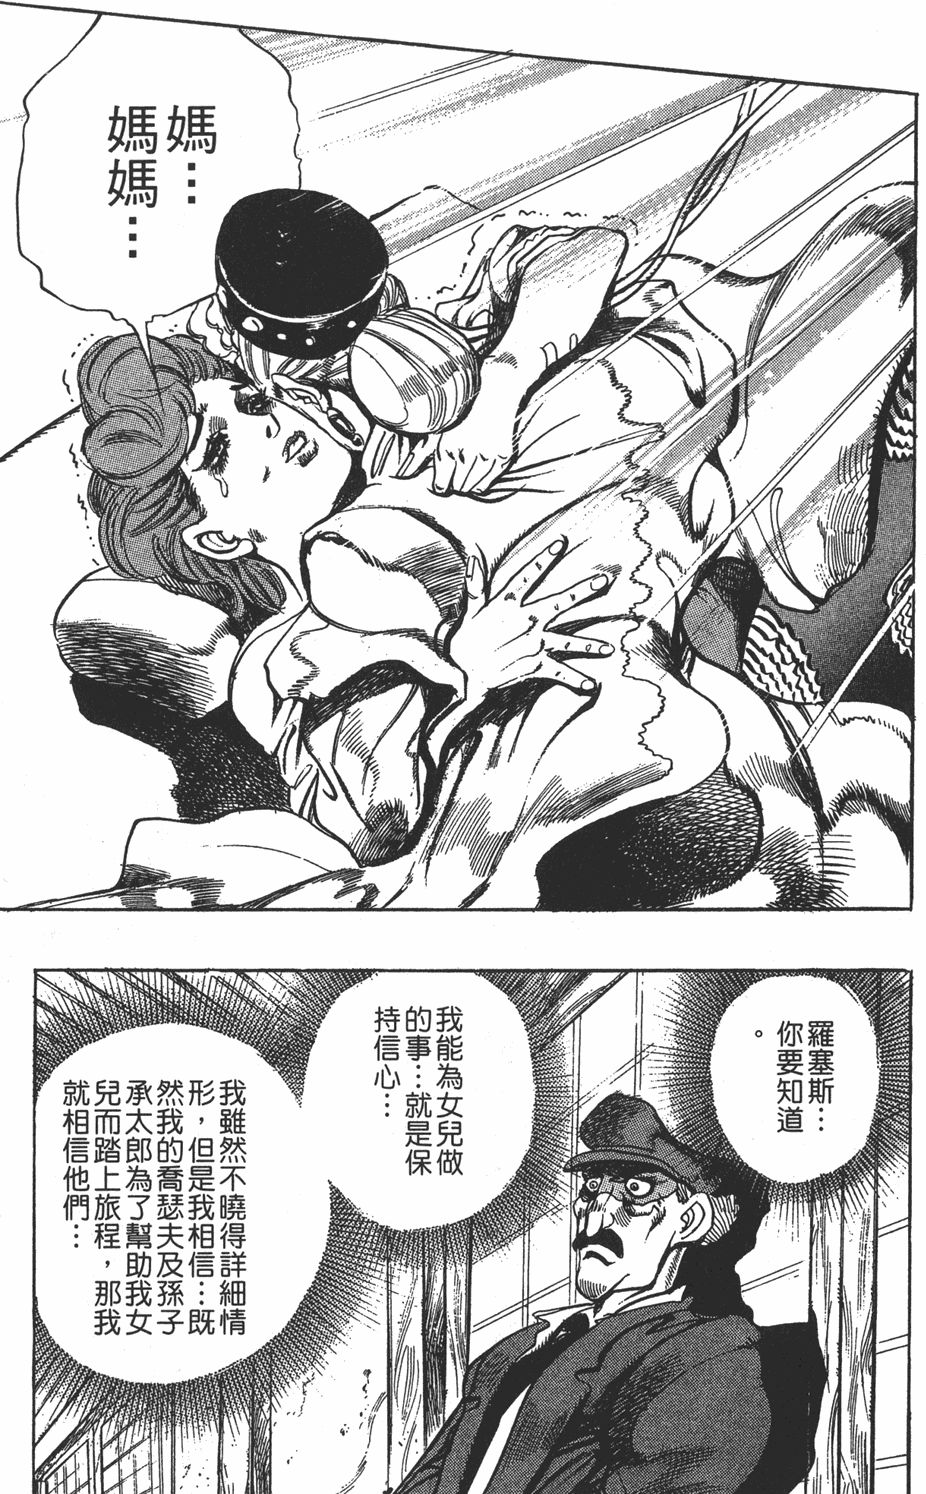 媽⋯
媽媽⋯
羅塞斯⋯
你要知道
。
我能為女兒做
的事⋯就是保
持信心⋯
我雖然不曉得詳細情
形，但是我相信⋯既
然我的喬瑟夫及孫子
承太郎為了幫助我女
兒而踏上旅程，那我
就相信他們⋯